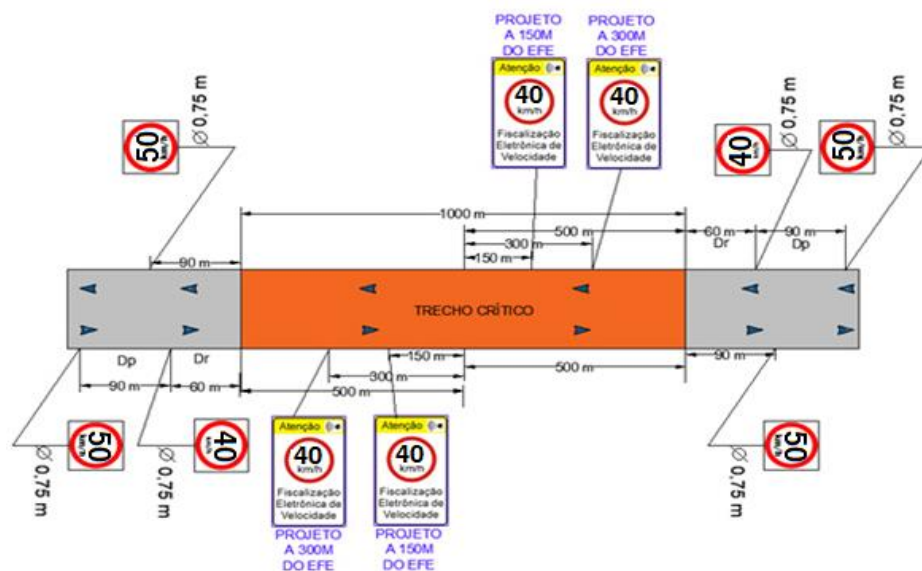 PROJETO
A 150M
DO EFE
PROJETO
A 300M
DO EFE
Atenção
40
km/h
Fiscalização
Eletrônica de
Velocidade
Atenção
40
km/h
Fiscalização
Eletrônica de
Velocidade
50
km/h
Ø 0,75 m
40
km/h
Ø 0,75 m
50
km/h
Ø 0,75 m
1000 m
500 m
60 m
90 m
300 m
Dr
Dp
150 m
90 m
TRECHO CRÍTICO
Dp
Dr
150 m
90 m
60 m
300 m
500 m
500 m
90 m
50
km/h
Ø 0,75 m
40
km/h
Ø 0,75 m
50
km/h
Ø 0,75 m
Atenção
40
km/h
Fiscalização
Eletrônica de
Velocidade
Atenção
40
km/h
Fiscalização
Eletrônica de
Velocidade
PROJETO
A 300M
DO EFE
PROJETO
A 150M
DO EFE